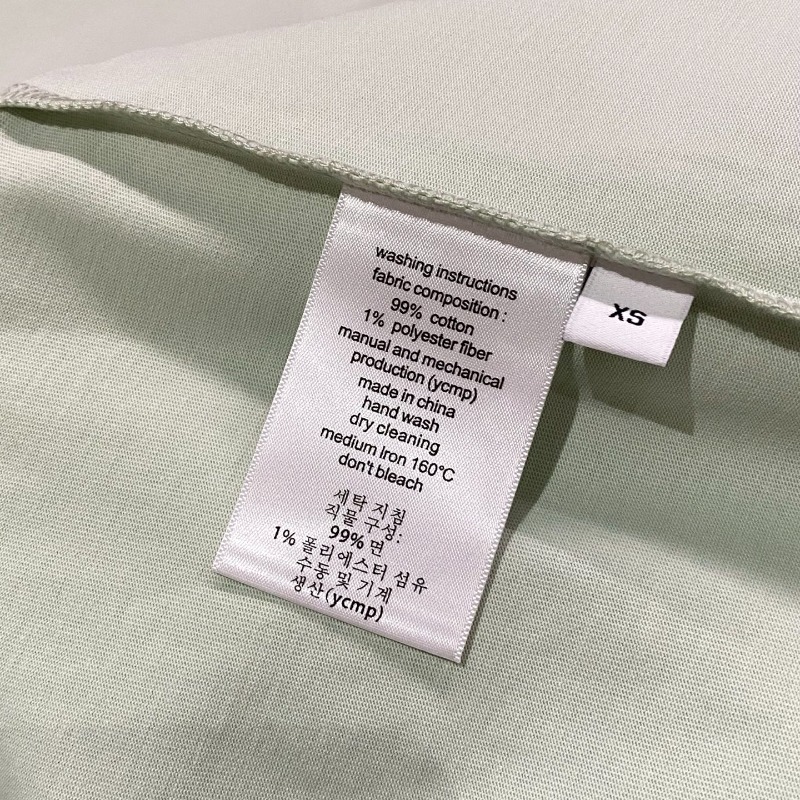 washing instructions
fabric composition :
99% cotton
1% polyester fiber
manual and mechanical
production (ycmp)
made in china
hand wash
dry cleaning
medium Iron 160°C
don't bleach
세탁 지침
직물 구성:
99% 면
1% 폴리에스터 섬유
수동 및 기계
생산(ycmp)
XS